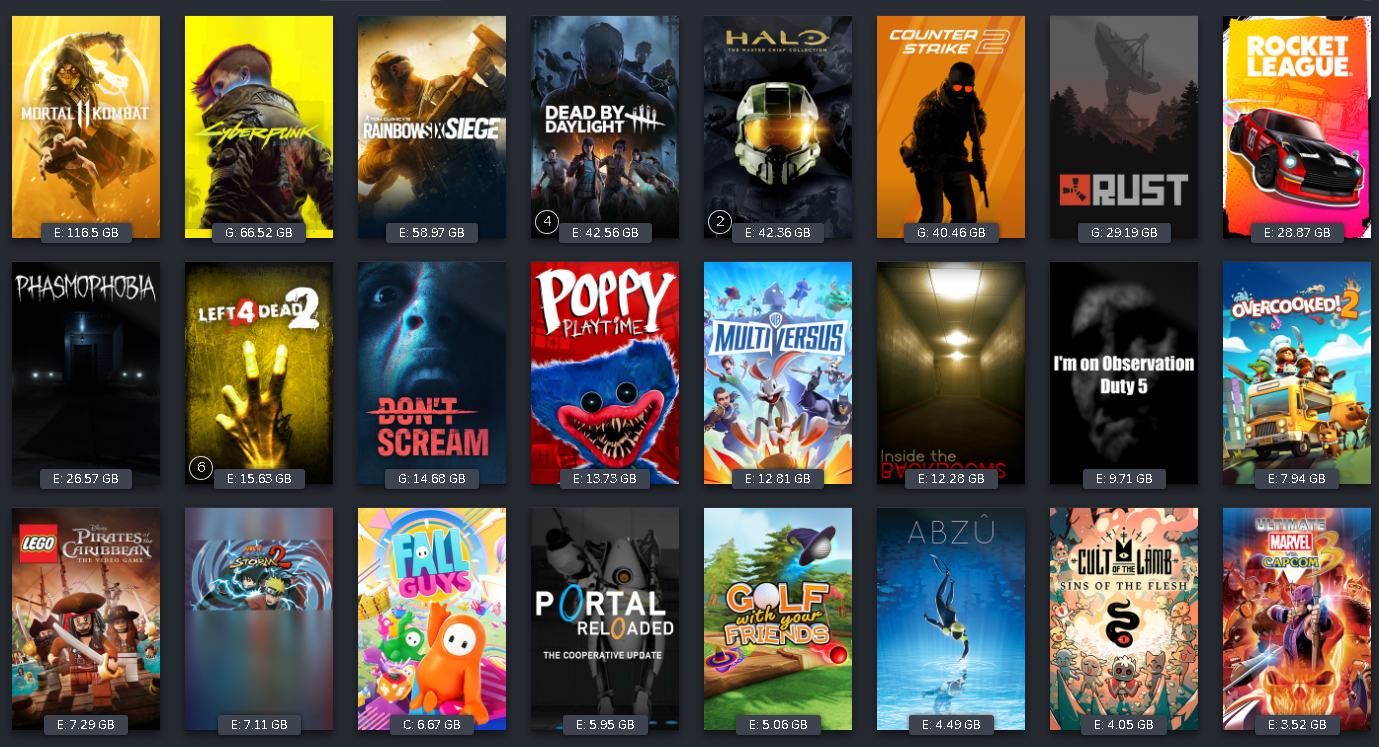 MORTAL 11 KOMBAT
E: 116.5 GB
Cyberpunk
G: 66.52 GB
TOM CLANCY'S
RAINBOW SIX SIEGE
E: 58.97 GB
DEAD BY
DAYLIGHT
4
E: 42.56 GB
HALO
THE MASTER CHIEF COLLECTION
2
E: 42.36 GB
COUNTER
STRIKE 2
G: 40.46 GB
RUST
G: 29.19 GB
ROCKET
LEAGUE
E: 28.87 GB
PHASMOPHOBIA
E: 26.57 GB
LEFT 4 DEAD 2
6
E: 15.63 GB
DON'T
SCREAM
G: 14.68 GB
POPPY
PLAYTIME
E: 13.73 GB
WB
MULTIVERSUS
E: 12.81 GB
Inside the
BACKROOMS
E: 12.28 GB
I'm on Observation
Duty 5
E: 9.71 GB
OVERCOOKED! 2
E: 7.94 GB
LEGO
Disney
PIRATES of the
CARIBBEAN
THE VIDEO GAME
E: 7.29 GB
STORM 2
E: 7.11 GB
FALL
GUYS
C: 6.67 GB
PORTAL
RELOADED
THE COOPERATIVE UPDATE
E: 5.95 GB
GOLF
with your
FRIENDS
E: 5.06 GB
ABZÛ
E: 4.49 GB
CULT OF THE LAMB
SINS OF THE FLESH
E: 4.05 GB
ULTIMATE
MARVEL
VS.
CAPCOM 3
E: 3.52 GB